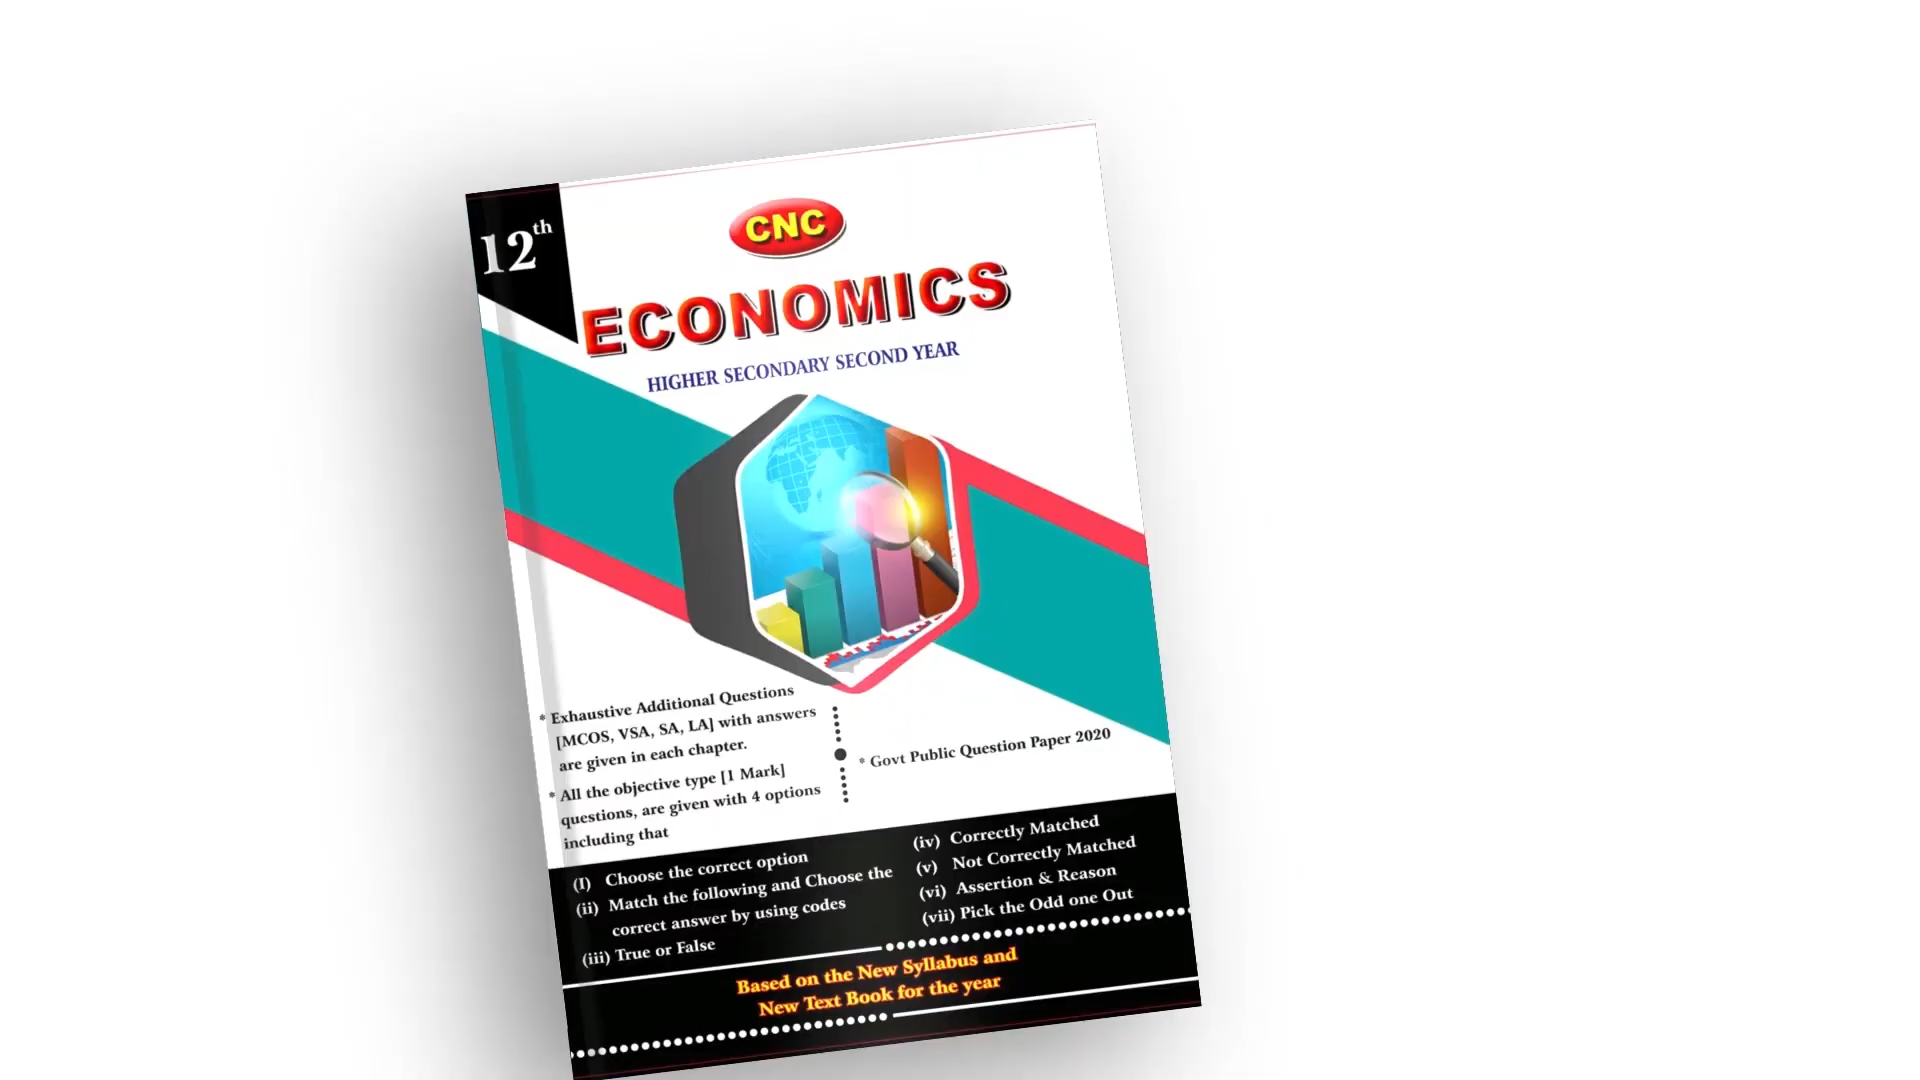 12th
CNC
ECONOMICS
HIGHER SECONDARY SECOND YEAR
* Exhaustive Additional Questions
[MCOS, VSA, SA, LA] with answers
are given in each chapter.
* All the objective type [1 Mark]
questions, are given with 4 options
including that
* Govt Public Question Paper 2020
(I) Choose the correct option
(ii) Match the following and Choose the
correct answer by using codes
(iii) True or False
(iv) Correctly Matched
(v) Not Correctly Matched
(vi) Assertion & Reason
(vii) Pick the Odd one Out
Based on the New Syllabus and
New Text Book for the year